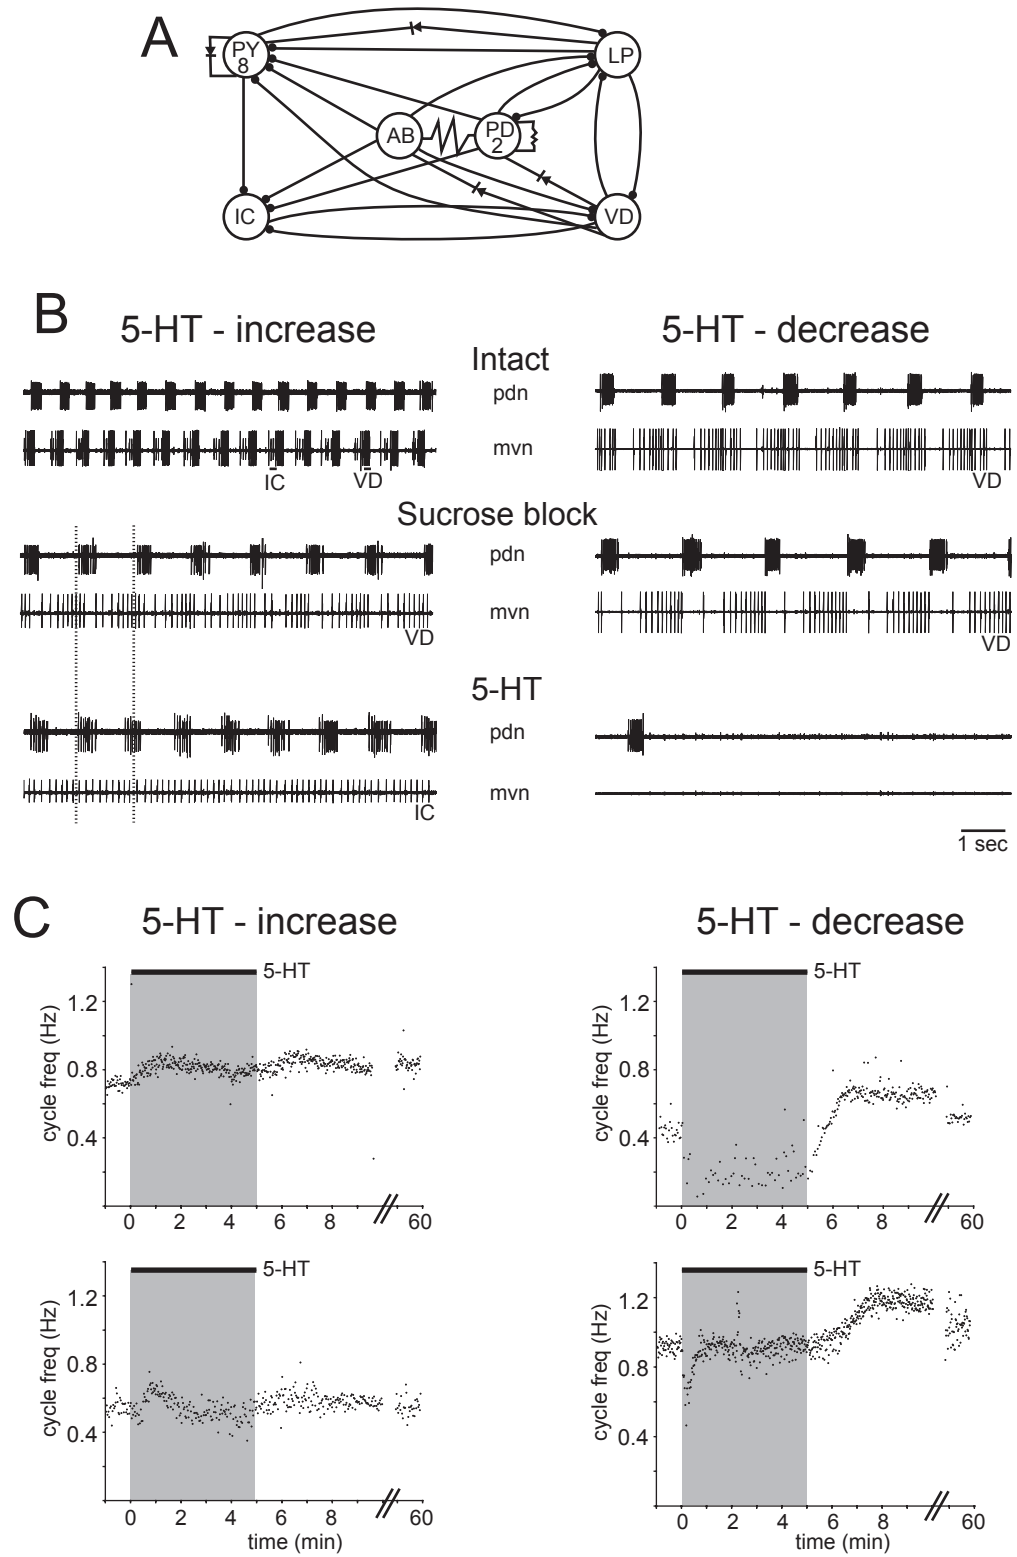 A
PY
8
LP
AB
PD
2
IC
VD
B
5-HT - increase
5-HT - decrease
Intact
pdn
mvn
IC
VD
VD
Sucrose block
pdn
mvn
VD
VD
5-HT
pdn
mvn
IC
1 sec
C
5-HT - increase
5-HT - decrease
5-HT
5-HT
cycle freq (Hz)
1.2
0.8
0.4
0 2 4 6 8 60
cycle freq (Hz)
1.2
0.8
0.4
0 2 4 6 8 60
5-HT
5-HT
cycle freq (Hz)
1.2
0.8
0.4
0 2 4 6 8 60
time (min)
cycle freq (Hz)
1.2
0.8
0.4
0 2 4 6 8 60
time (min)